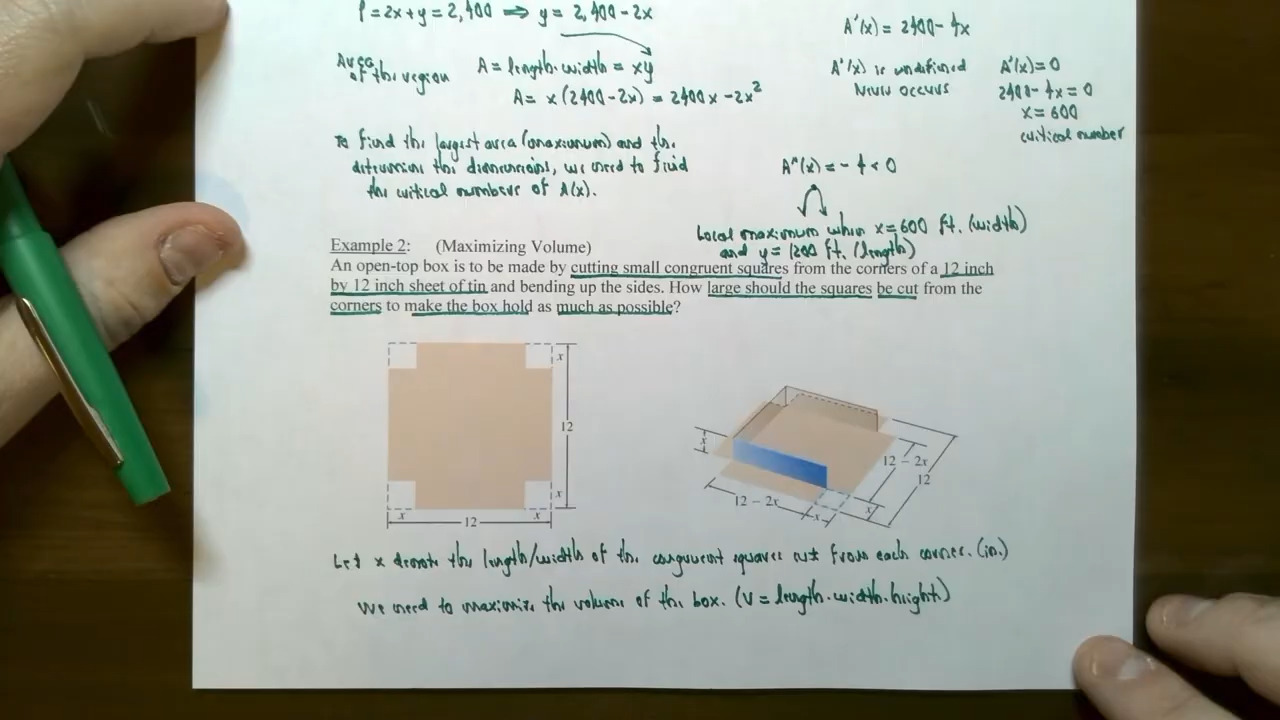 P = 2x + y = 2,400 ⟹ y = 2,400 - 2x
A'(x) = 2400 - 4x
Area
of the region
A = length · width = xy
A = x(2400 - 2x) = 2400x - 2x²
A'(x) is undefined
Never occurs
A'(x) = 0
2400 - 4x = 0
x = 600
critical number
To find the largest area (maximum) and the
determine the dimensions, we need to find
the critical numbers of A(x).
A''(x) = -4 < 0
Local maximum when x = 600 ft. (width)
and y = 1200 ft. (length)
Example 2: (Maximizing Volume)
An open-top box is to be made by cutting small congruent squares from the corners of a 12 inch
by 12 inch sheet of tin and bending up the sides. How large should the squares be cut from the
corners to make the box hold as much as possible?
x
12
x
x
12
x
x
12 - 2x
12
12 - 2x
x
x
Let x denote the length/width of the congruent squares cut from each corner. (in.)
We need to maximize the volume of the box. (V = length · width · height)